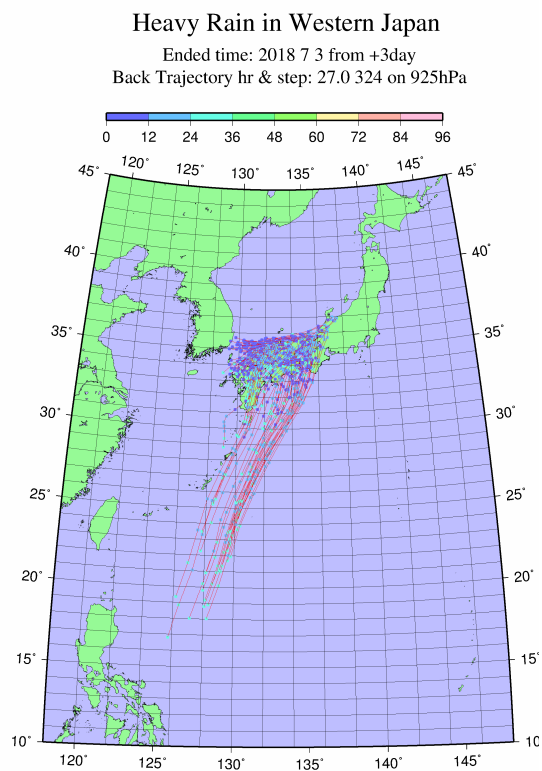 Heavy Rain in Western Japan
Ended time: 2018 7 3 from +3day
Back Trajectory hr & step: 27.0 324 on 925hPa
0 12 24 36 48 60 72 84 96
120° 125° 130° 135° 140° 145°
45° 45°
40° 40°
35° 35°
30° 30°
25° 25°
20° 20°
15° 15°
10° 10°
120° 125° 130° 135° 140° 145°